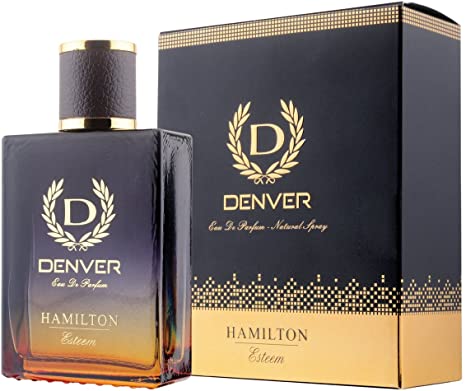 D
DENVER
Eau De Parfum
HAMILTON
Esteem
D
DENVER
Eau De Parfum - Natural Spray
HAMILTON
Esteem